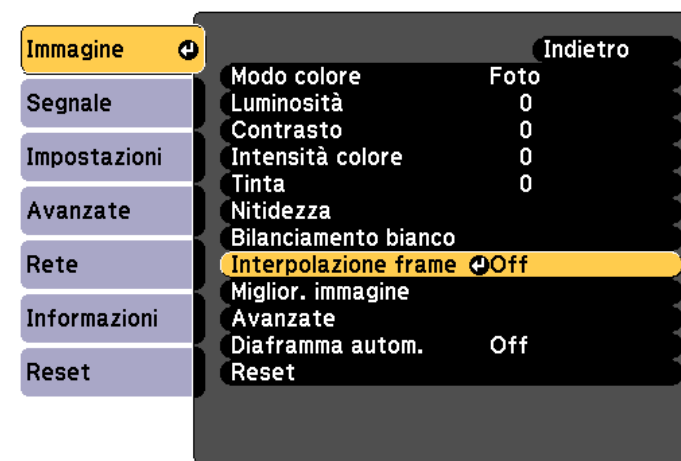 Immagine
Segnale
Impostazioni
Avanzate
Rete
Informazioni
Reset
Indietro
Modo colore Foto
Luminosità 0
Contrasto 0
Intensità colore 0
Tinta 0
Nitidezza
Bilanciamento bianco
Interpolazione frame Off
Miglior. immagine
Avanzate
Diaframma autom. Off
Reset